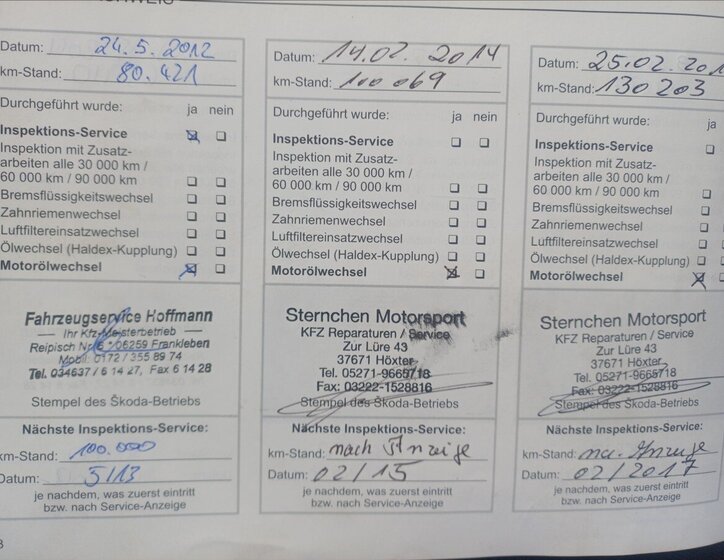 Datum: 24.5.2012
km-Stand: 80.421
Durchgeführt wurde: ja nein
Inspektions-Service
Inspektion mit Zusatz-
arbeiten alle 30 000 km /
60 000 km / 90 000 km
Bremsflüssigkeitswechsel
Zahnriemenwechsel
Luftfiltereinsatzwechsel
Ölwechsel (Haldex-Kupplung)
Motorölwechsel
Fahrzeugservice Hoffmann
Ihr Kfz-Meisterbetrieb
Reipisch Nr. 6 · 06259 Frankleben
Mobil: 0172 / 355 89 74
Tel. 034637 / 6 14 27, Fax 6 14 28
Stempel des Škoda-Betriebs
Nächste Inspektions-Service:
km-Stand: 100.000
Datum: 5/13
je nachdem, was zuerst eintritt
bzw. nach Service-Anzeige
Datum: 14.02. 2014
km-Stand: 100 069
Durchgeführt wurde: ja nein
Inspektions-Service
Inspektion mit Zusatz-
arbeiten alle 30 000 km /
60 000 km / 90 000 km
Bremsflüssigkeitswechsel
Zahnriemenwechsel
Luftfiltereinsatzwechsel
Ölwechsel (Haldex-Kupplung)
Motorölwechsel
Sternchen Motorsport
KFZ Reparaturen / Service
Zur Lüre 43
37671 Höxter
Tel. 05271-9665718
Fax: 03222-1528816
Stempel des Škoda-Betriebs
Nächste Inspektions-Service:
km-Stand: nach Anzeige
Datum: 02/15
je nachdem, was zuerst eintritt
bzw. nach Service-Anzeige
Datum: 25.02. 201
km-Stand: 130 203
Durchgeführt wurde: ja
Inspektions-Service
Inspektion mit Zusatz-
arbeiten alle 30 000 km /
60 000 km / 90 000 km
Bremsflüssigkeitswechsel
Zahnriemenwechsel
Luftfiltereinsatzwechsel
Ölwechsel (Haldex-Kupplung)
Motorölwechsel
Sternchen Motorsport
KFZ Reparaturen / Service
Zur Lüre 43
37671 Höxter
Tel. 05271-9665718
Fax: 03222-1528816
Stempel des Škoda-Betriebs
Nächste Inspektions-Service:
km-Stand: Anzeige
Datum: 02/2017
je nachdem, was zuerst eintritt
bzw. nach Service-Anzeige